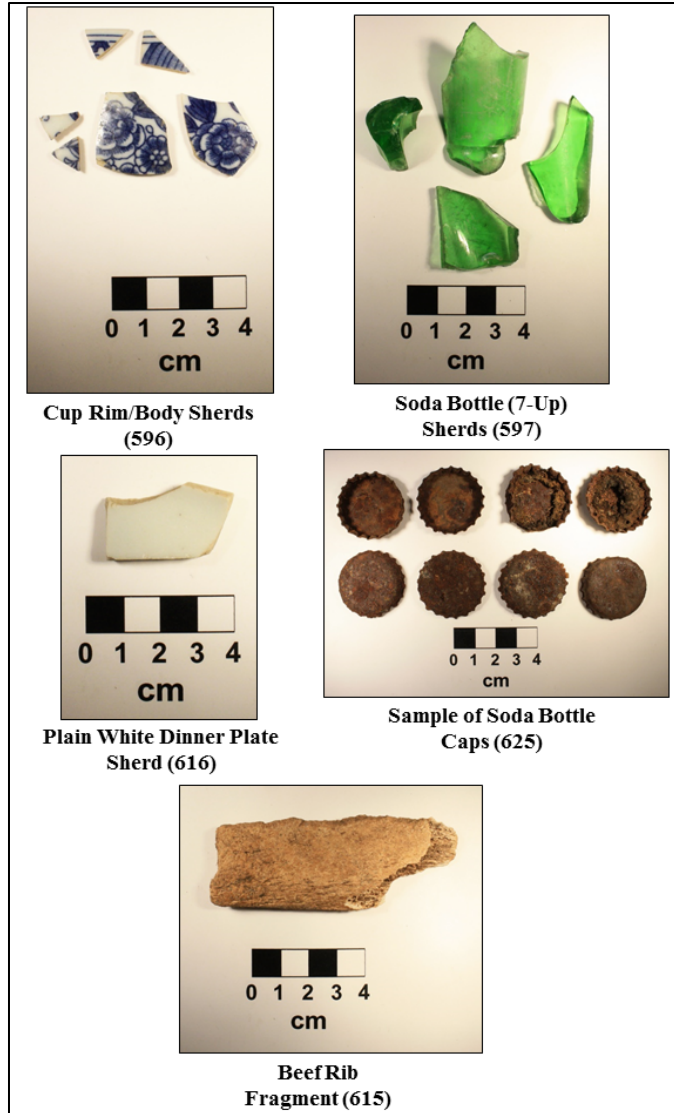 0 1 2 3 4
cm
0 1 2 3 4
cm
Cup Rim/Body Sherds
(596)
Soda Bottle (7-Up)
Sherds (597)
0 1 2 3 4
cm
0 1 2 3 4
cm
Plain White Dinner Plate
Sherd (616)
Sample of Soda Bottle
Caps (625)
0 1 2 3 4
cm
Beef Rib
Fragment (615)